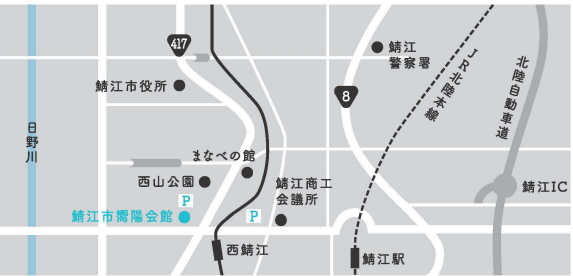 417
鯖江
警察署
JR北陸本線
北陸自動車道
鯖江市役所
8
日野川
まなべの館
西山公園
鯖江商工
会議所
鯖江IC
P
鯖江市嚮陽会館
P
西鯖江
鯖江駅